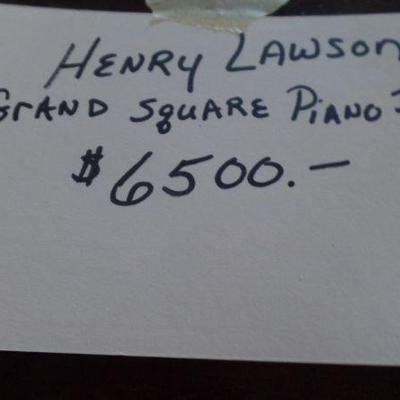 HENRY LAWSON
GRAND SQUARE PIANO
$6500.—